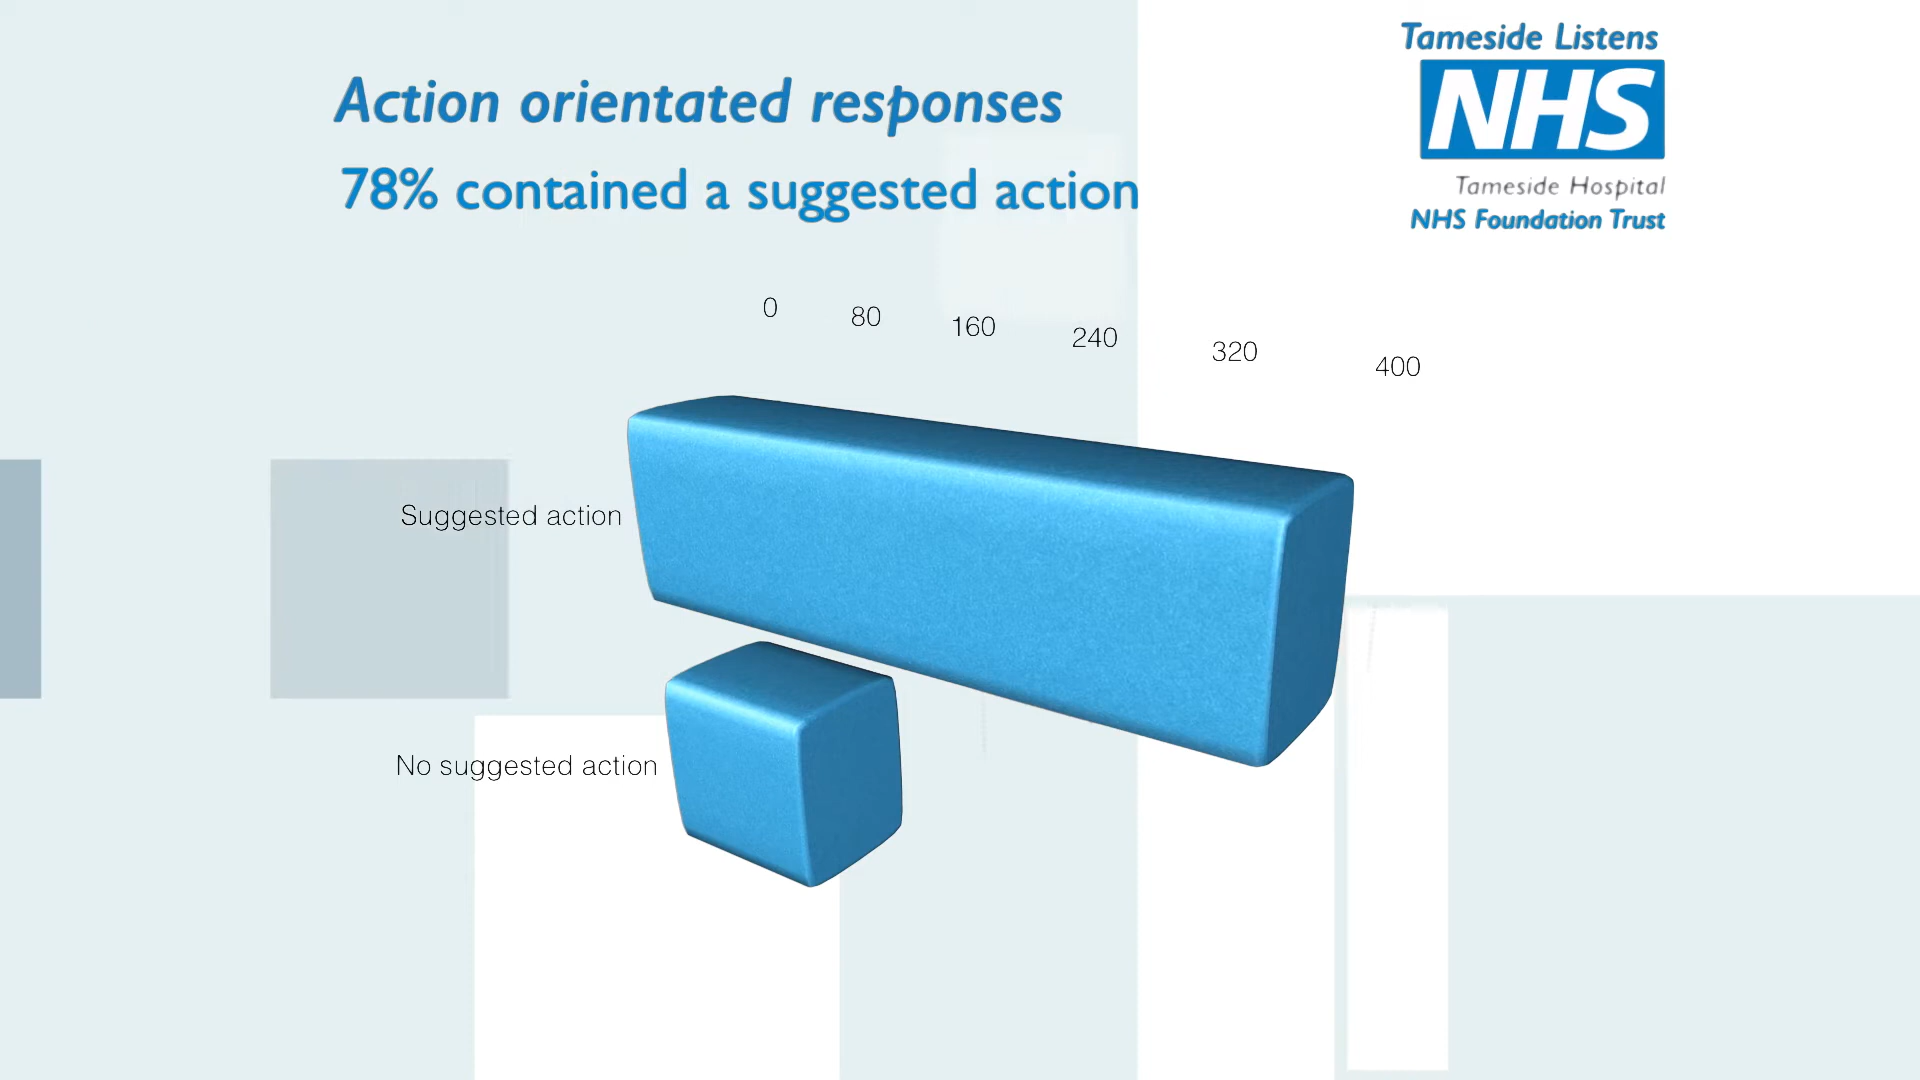 Tameside Listens
NHS
Tameside Hospital
NHS Foundation Trust
Action orientated responses
78% contained a suggested action
0 80 160 240 320 400
Suggested action
No suggested action